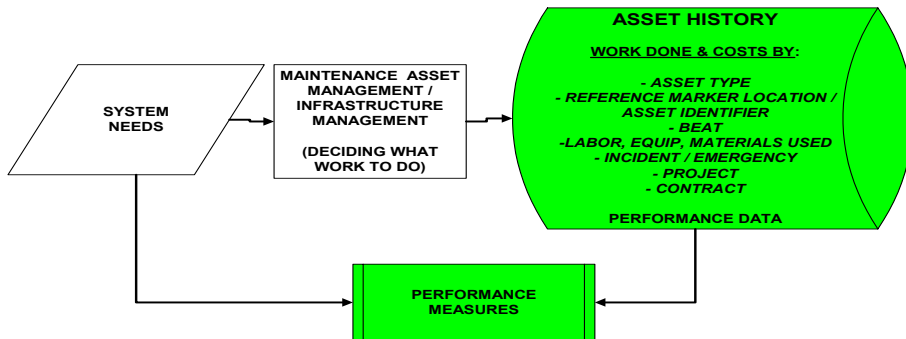 SYSTEM
NEEDS
MAINTENANCE ASSET
MANAGEMENT /
INFRASTRUCTURE
MANAGEMENT
(DECIDING WHAT
WORK TO DO)
ASSET HISTORY
WORK DONE & COSTS BY:
- ASSET TYPE
- REFERENCE MARKER LOCATION /
ASSET IDENTIFIER
- BEAT
-LABOR, EQUIP, MATERIALS USED
- INCIDENT / EMERGENCY
- PROJECT
- CONTRACT
PERFORMANCE DATA
PERFORMANCE
MEASURES